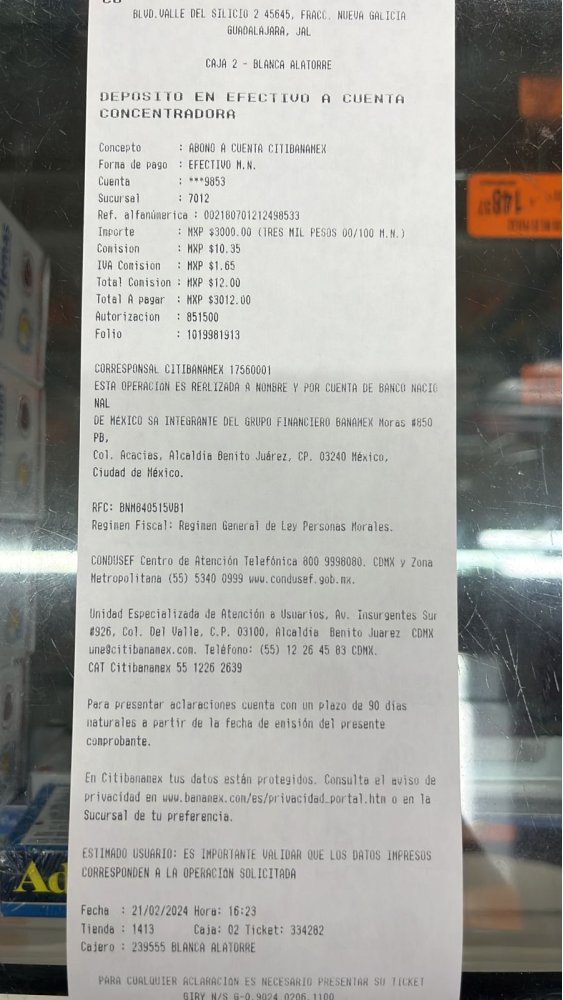 BLVD.VALLE DEL SILICIO 2 45645, FRACC. NUEVA GALICIA
GUADALAJARA, JAL
CAJA 2 - BLANCA ALATORRE
DEPOSITO EN EFECTIVO A CUENTA
CONCENTRADORA
Concepto : ABONO A CUENTA CITIBANAMEX
Forma de pago : EFECTIVO M.N.
Cuenta : ***9853
Sucursal : 7012
Ref. alfanúmerica : 002180701212498533
Importe : MXP $3000.00 (TRES MIL PESOS 00/100 M.N.)
Comision : MXP $10.35
IVA Comision : MXP $1.65
Total Comision : MXP $12.00
Total A pagar : MXP $3012.00
Autorizacion : 851500
Folio : 1019981913
CORRESPONSAL CITIBANAMEX 17560001
ESTA OPERACION ES REALIZADA A NOMBRE Y POR CUENTA DE BANCO NACIO
NAL
DE MÉXICO SA INTEGRANTE DEL GRUPO FINANCIERO BANAMEX Moras #850
PB,
Col. Acacias, Alcaldía Benito Juárez, CP. 03240 México,
Ciudad de México.
RFC: BNM840515VB1
Regimen Fiscal: Regimen General de Ley Personas Morales.
CONDUSEF Centro de Atención Telefónica 800 9998080. CDMX y Zona
Metropolitana (55) 5340 0999 www.condusef.gob.mx.
Unidad Especializada de Atención a Usuarios, Av. Insurgentes Sur
#926, Col. Del Valle, C.P. 03100, Alcaldía Benito Juarez CDMX
une@citibanamex.com. Teléfono: (55) 12 26 45 83 CDMX.
CAT Citibanamex 55 1226 2639
Para presentar aclaraciones cuenta con un plazo de 90 días
naturales a partir de la fecha de emisión del presente
comprobante.
En Citibanamex tus datos están protegidos. Consulta el aviso de
privacidad en www.banamex.com/es/privacidad_portal.htm o en la
Sucursal de tu preferencia.
ESTIMADO USUARIO: ES IMPORTANTE VALIDAR QUE LOS DATOS IMPRESOS
CORRESPONDEN A LA OPERACIÓN SOLICITADA
Fecha : 21/02/2024 Hora: 16:23
Tienda : 1413 Caja: 02 Ticket: 334282
Cajero : 239555 BLANCA ALATORRE
PARA CUALQUIER ACLARACION ES NECESARIO PRESENTAR SU TICKET
GIRY N/S G-0.9024 0206.1100
Ad